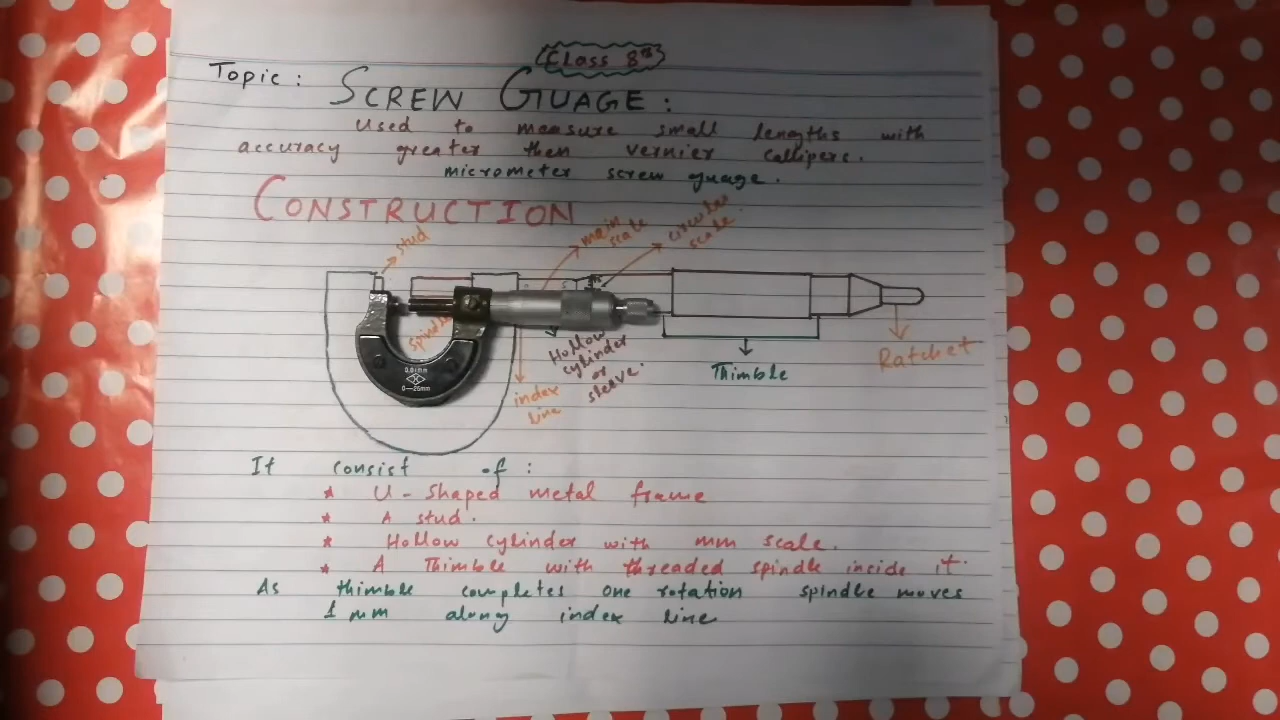 Class 8th
Topic: SCREW GUAGE:
Used to measure small lengths with
accuracy greater then vernier callipers.
micrometer screw guage.
CONSTRUCTION
stud
main scale
circular scale
spindle
Hollow cylinder or sleeve.
index line
Thimble
Ratchet
0.01mm
0-25mm
It consist of:
* U-shaped metal frame
* A stud.
* Hollow cylinder with mm scale.
* A Thimble with threaded spindle inside it.
As thimble completes one rotation spindle moves
1 mm along index line